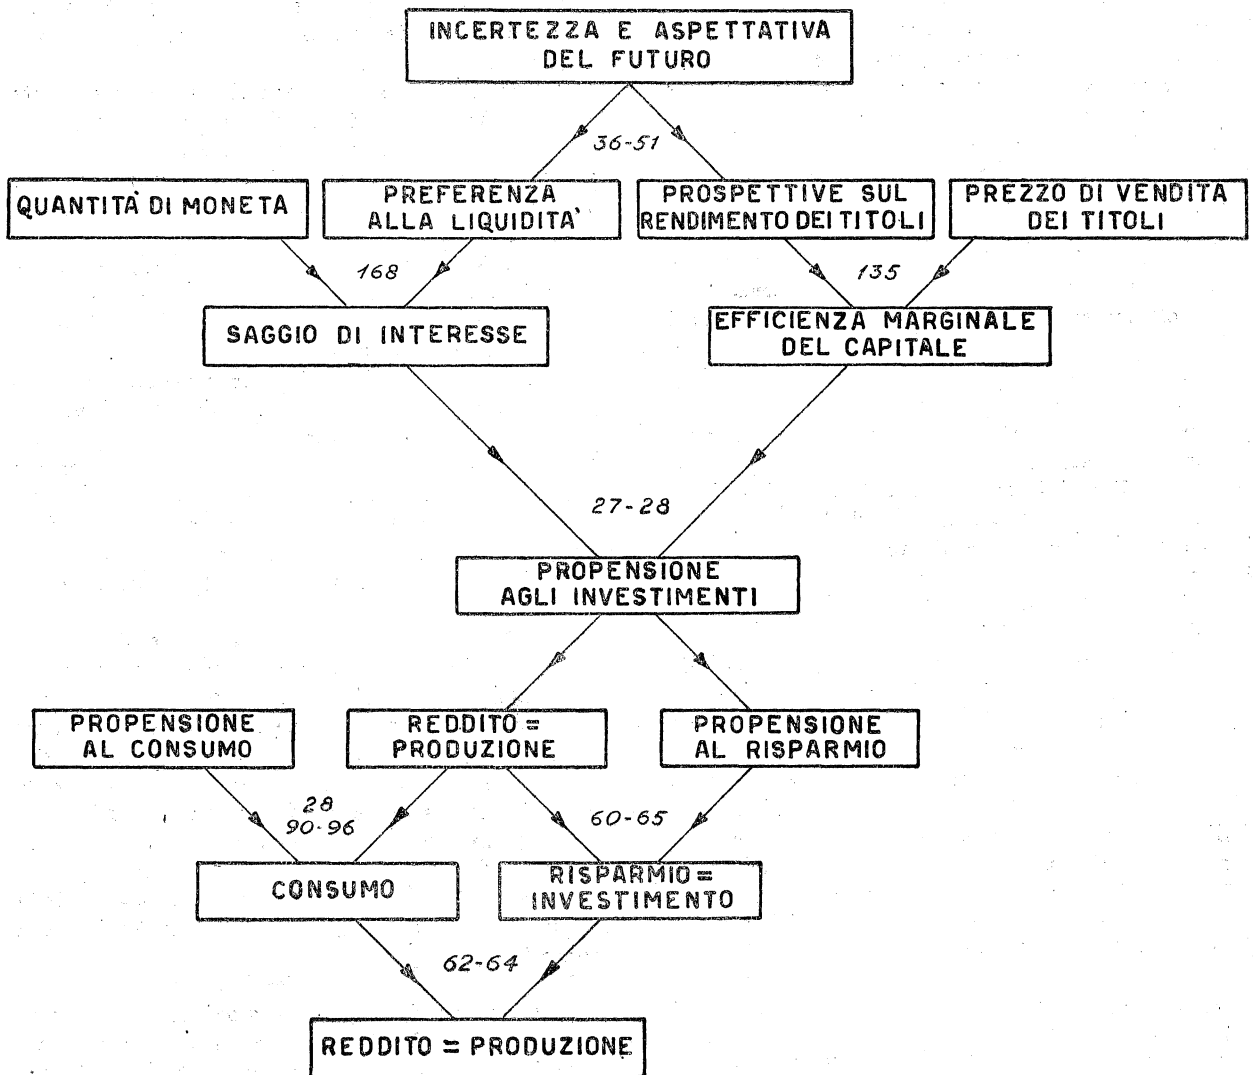 INCERTEZZA E ASPETTATIVA
DEL FUTURO
36-51
QUANTITÀ DI MONETA
PREFERENZA
ALLA LIQUIDITA'
PROSPETTIVE SUL
RENDIMENTO DEI TITOLI
PREZZO DI VENDITA
DEI TITOLI
168
135
SAGGIO DI INTERESSE
EFFICIENZA MARGINALE
DEL CAPITALE
27-28
PROPENSIONE
AGLI INVESTIMENTI
PROPENSIONE
AL CONSUMO
REDDITO =
PRODUZIONE
PROPENSIONE
AL RISPARMIO
28
90-96
60-65
CONSUMO
RISPARMIO =
INVESTIMENTO
62-64
REDDITO = PRODUZIONE